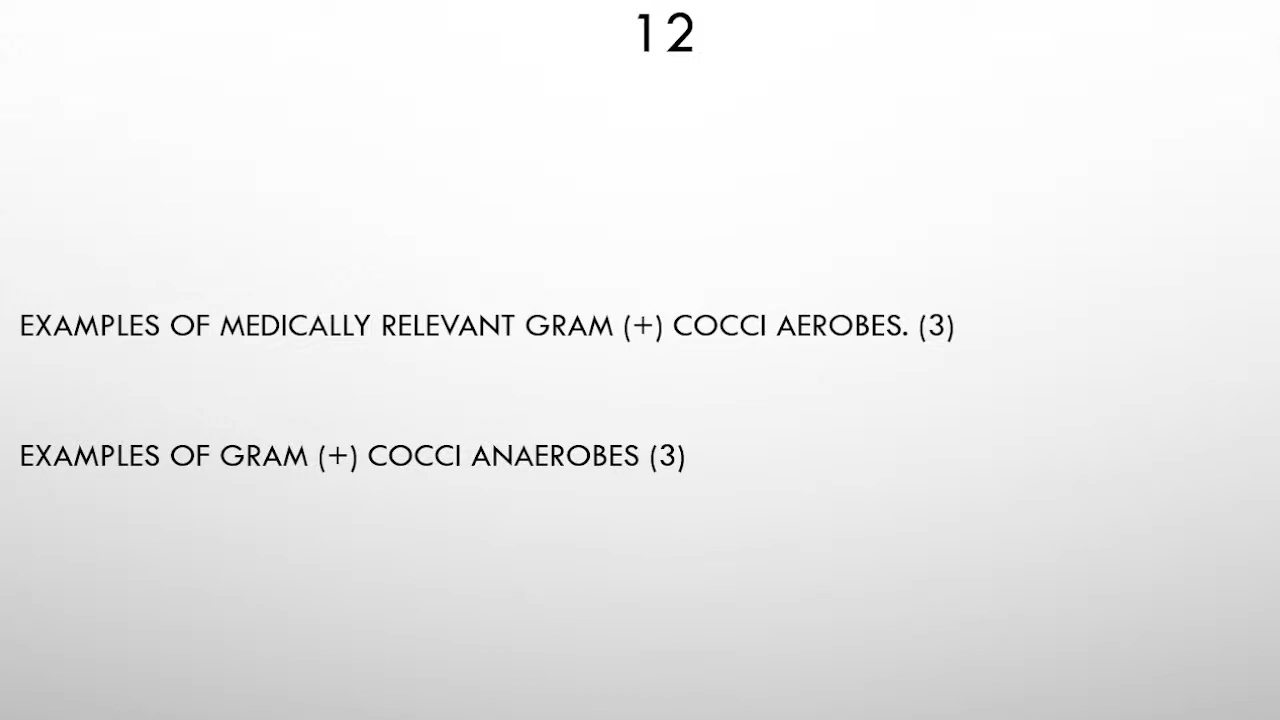 12
EXAMPLES OF MEDICALLY RELEVANT GRAM (+) COCCI AEROBES. (3)
EXAMPLES OF GRAM (+) COCCI ANAEROBES (3)